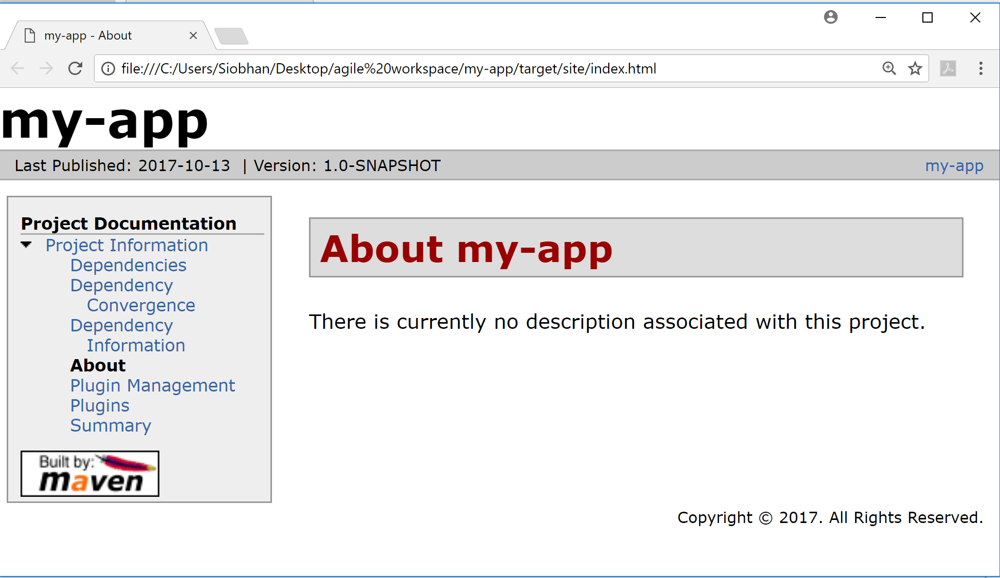 my-app - About
file:///C:/Users/Siobhan/Desktop/agile%20workspace/my-app/target/site/index.html
my-app
Last Published: 2017-10-13 | Version: 1.0-SNAPSHOT my-app
Project Documentation
Project Information
Dependencies
Dependency
Convergence
Dependency
Information
About
Plugin Management
Plugins
Summary
Built by:
maven
About my-app
There is currently no description associated with this project.
Copyright © 2017. All Rights Reserved.